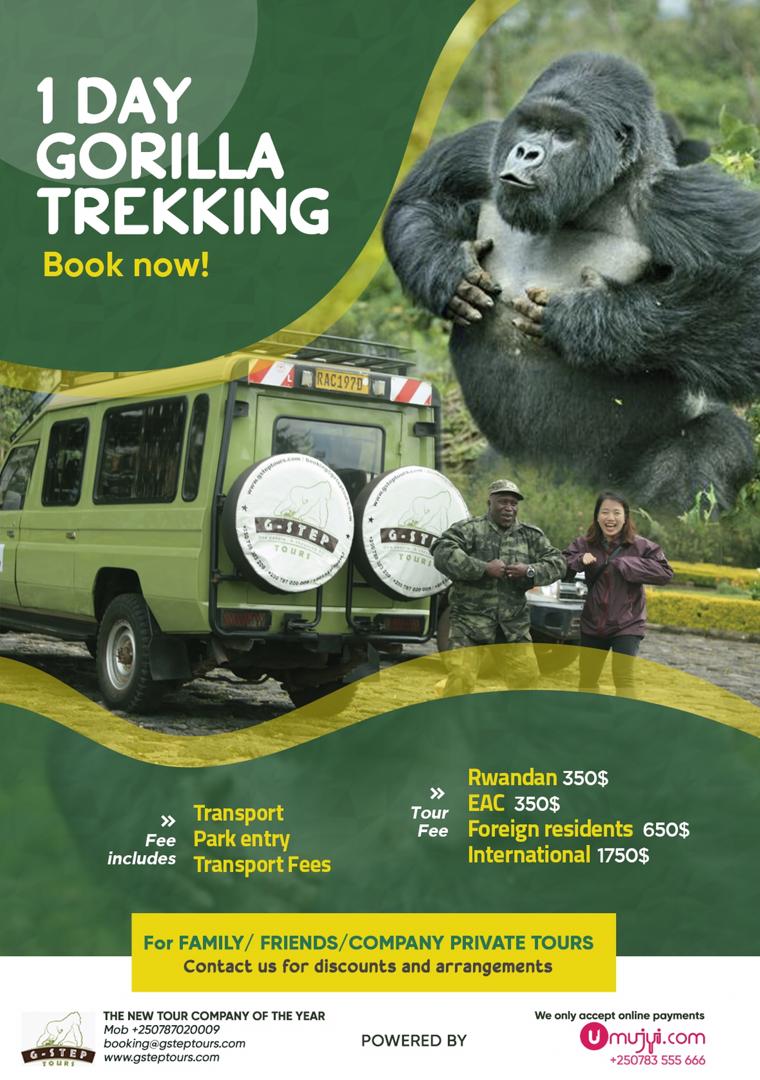 1 DAY
GORILLA
TREKKING
Book now!
RAC197D
G-STEP
TOURS
G-STEP
TOURS
»
Fee
includes
Transport
Park entry
Transport Fees
»
Tour
Fee
Rwandan 350$
EAC 350$
Foreign residents 650$
International 1750$
For FAMILY/ FRIENDS/COMPANY PRIVATE TOURS
Contact us for discounts and arrangements
G-STEP
TOURS
THE NEW TOUR COMPANY OF THE YEAR
Mob +250787020009
booking@gsteptours.com
www.gsteptours.com
POWERED BY
We only accept online payments
Umujyi.com
+250783 555 666